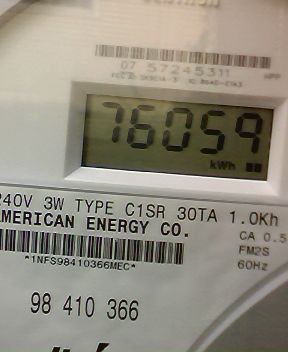 07 57245311
76059
kWh
240V 3W TYPE C1SR 30TA 1.0Kh
AMERICAN ENERGY CO.
CA 0.5
FM2S
*1NFS98410366MEC*
60Hz
98 410 366